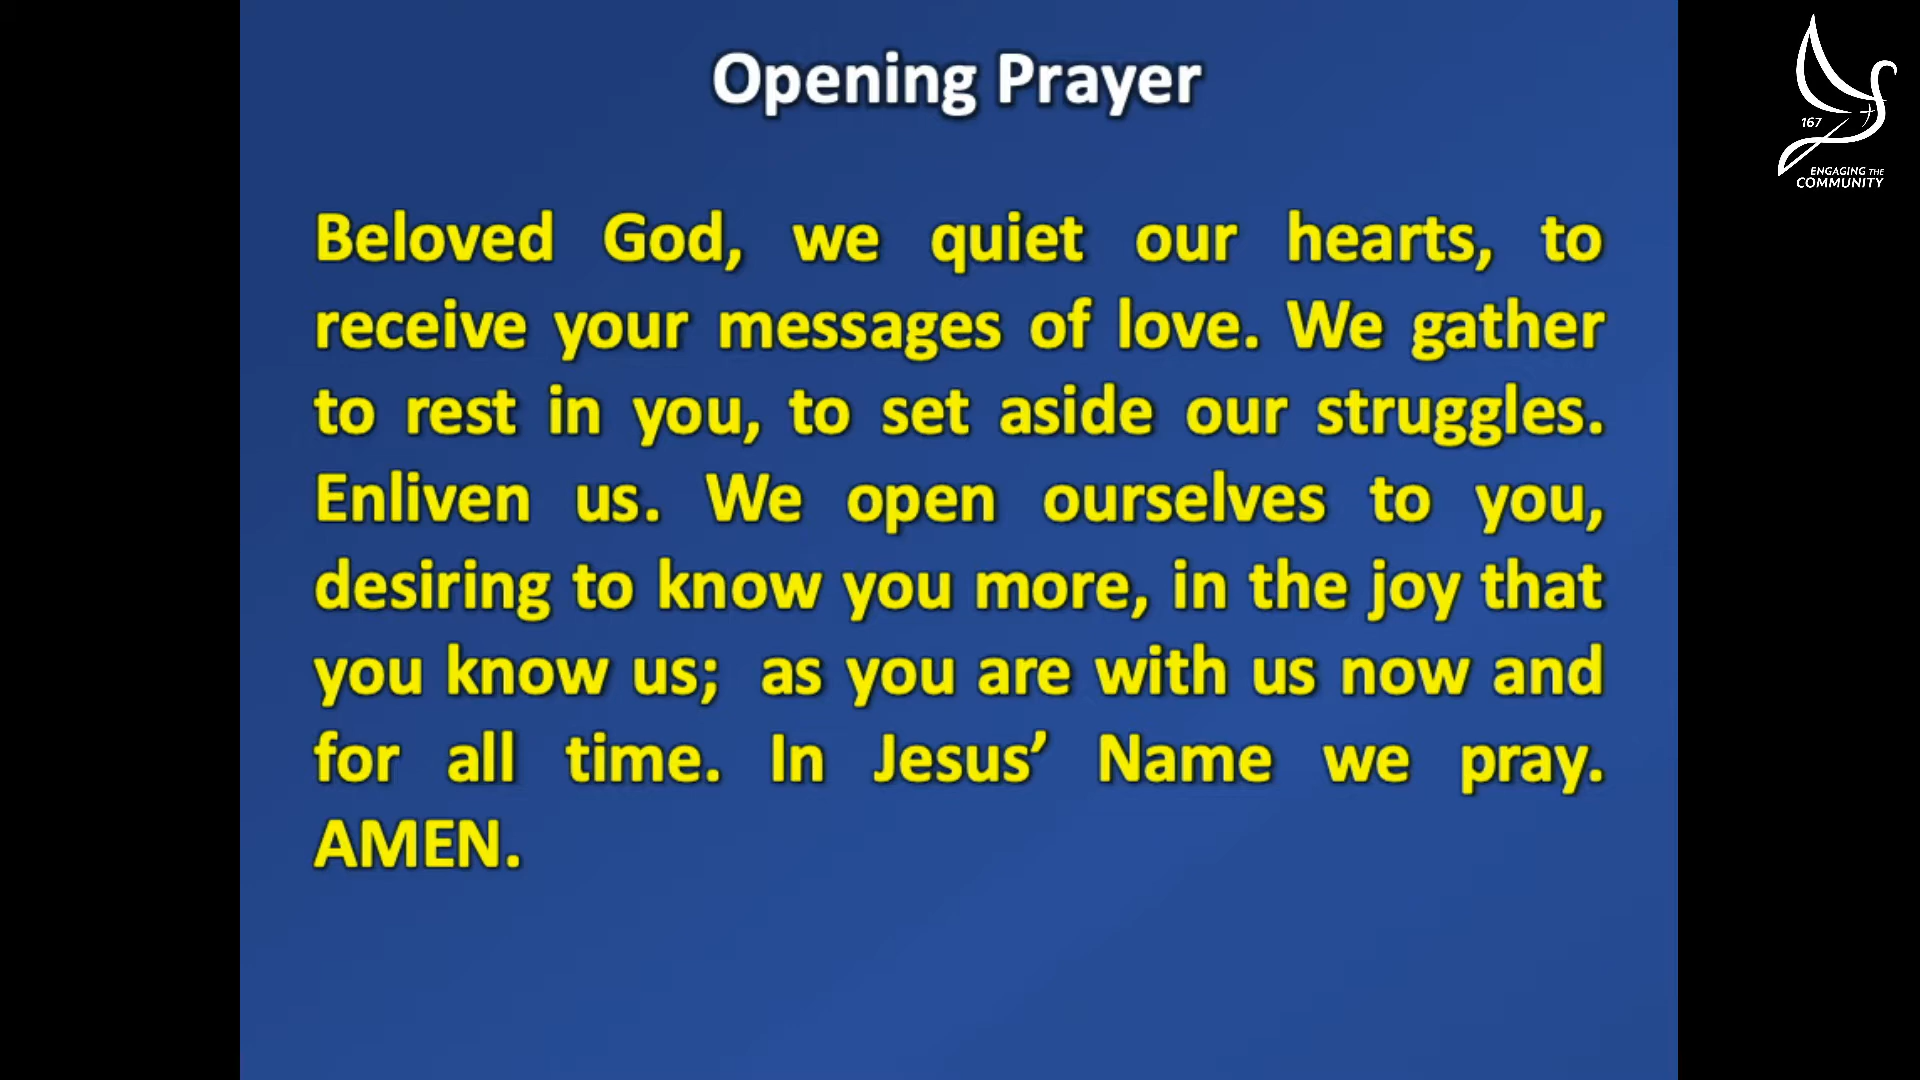 Opening Prayer
Beloved God, we quiet our hearts, to
receive your messages of love. We gather
to rest in you, to set aside our struggles.
Enliven us. We open ourselves to you,
desiring to know you more, in the joy that
you know us;  as you are with us now and
for all time. In Jesus’ Name we pray.
AMEN.
167
ENGAGING THE
COMMUNITY